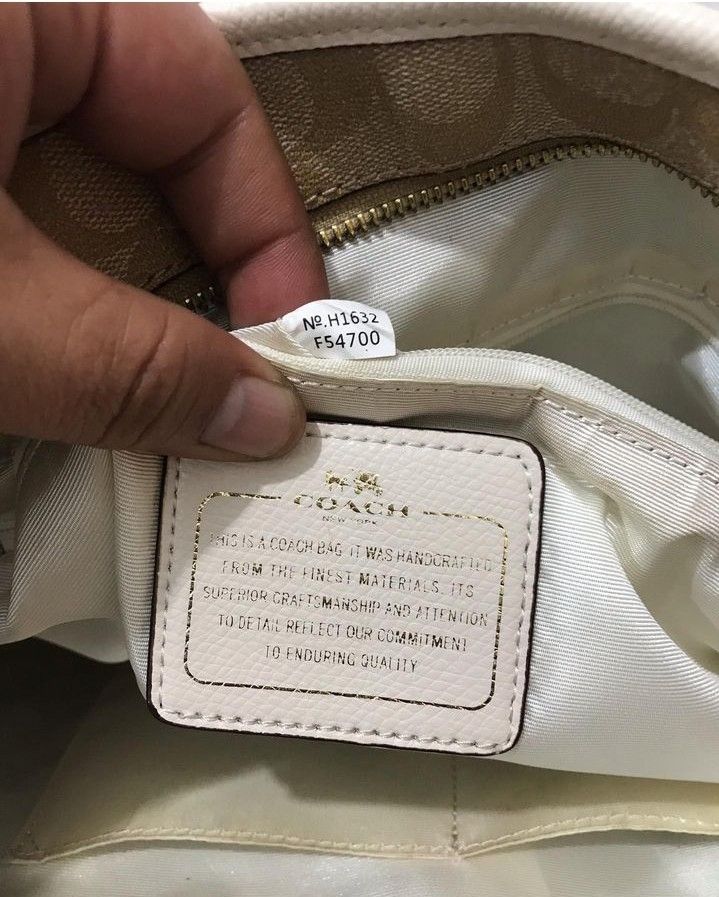 №.H1632
F54700
COACH
NEW YORK
THIS IS A COACH BAG. IT WAS HANDCRAFTED
FROM THE FINEST MATERIALS. ITS
SUPERIOR CRAFTSMANSHIP AND ATTENTION
TO DETAIL REFLECT OUR COMMITMENT
TO ENDURING QUALITY